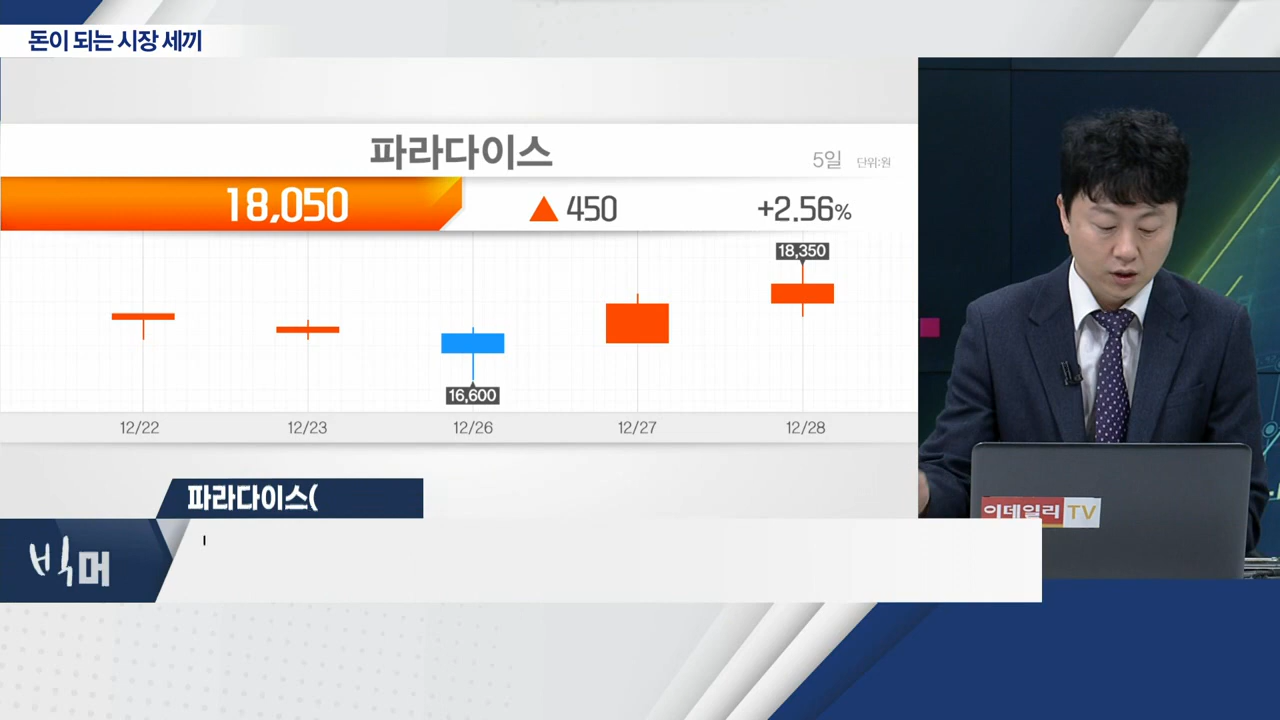 돈이 되는 시장 세끼
파라다이스
5일 단위:원
18,050 ▲ 450 +2.56%
18,350
16,600
12/22 12/23 12/26 12/27 12/28
파라다이스(
빅머
이데일리TV